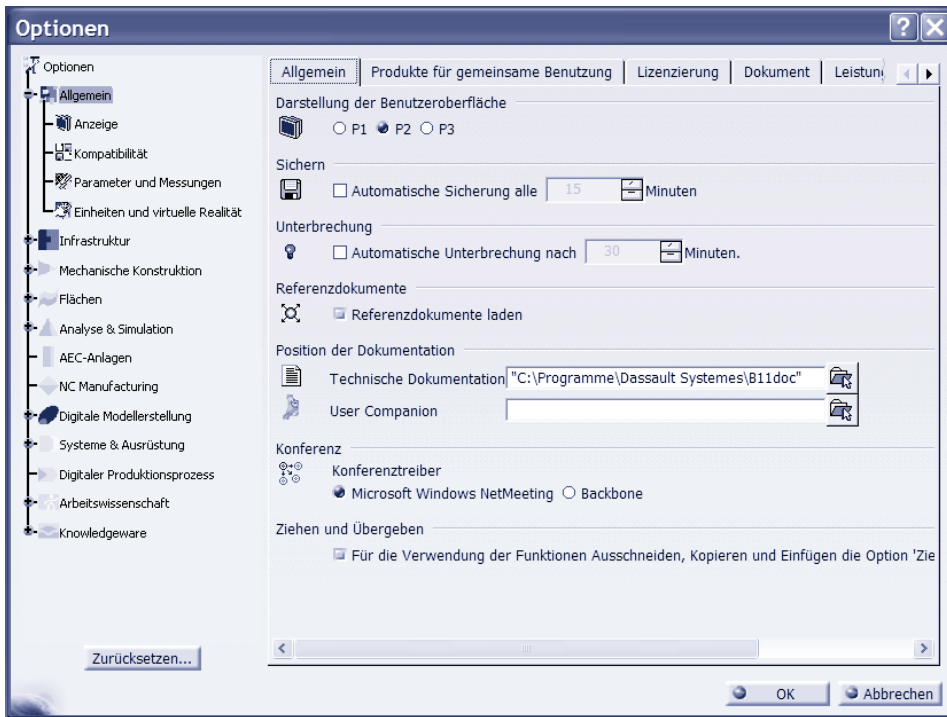 Optionen
Optionen
Allgemein
Anzeige
Kompatibilität
Parameter und Messungen
Einheiten und virtuelle Realität
Infrastruktur
Mechanische Konstruktion
Flächen
Analyse & Simulation
AEC-Anlagen
NC Manufacturing
Digitale Modellerstellung
Systeme & Ausrüstung
Digitaler Produktionsprozess
Arbeitswissenschaft
Knowledgeware
Zurücksetzen...
Allgemein Produkte für gemeinsame Benutzung Lizenzierung Dokument Leistung
Darstellung der Benutzeroberfläche
P1 P2 P3
Sichern
Automatische Sicherung alle 15 Minuten
Unterbrechung
Automatische Unterbrechung nach 30 Minuten.
Referenzdokumente
Referenzdokumente laden
Position der Dokumentation
Technische Dokumentation "C:\Programme\Dassault Systemes\B11doc"
User Companion
Konferenz
Konferenztreiber
Microsoft Windows NetMeeting Backbone
Ziehen und Übergeben
Für die Verwendung der Funktionen Ausschneiden, Kopieren und Einfügen die Option 'Zie
OK Abbrechen